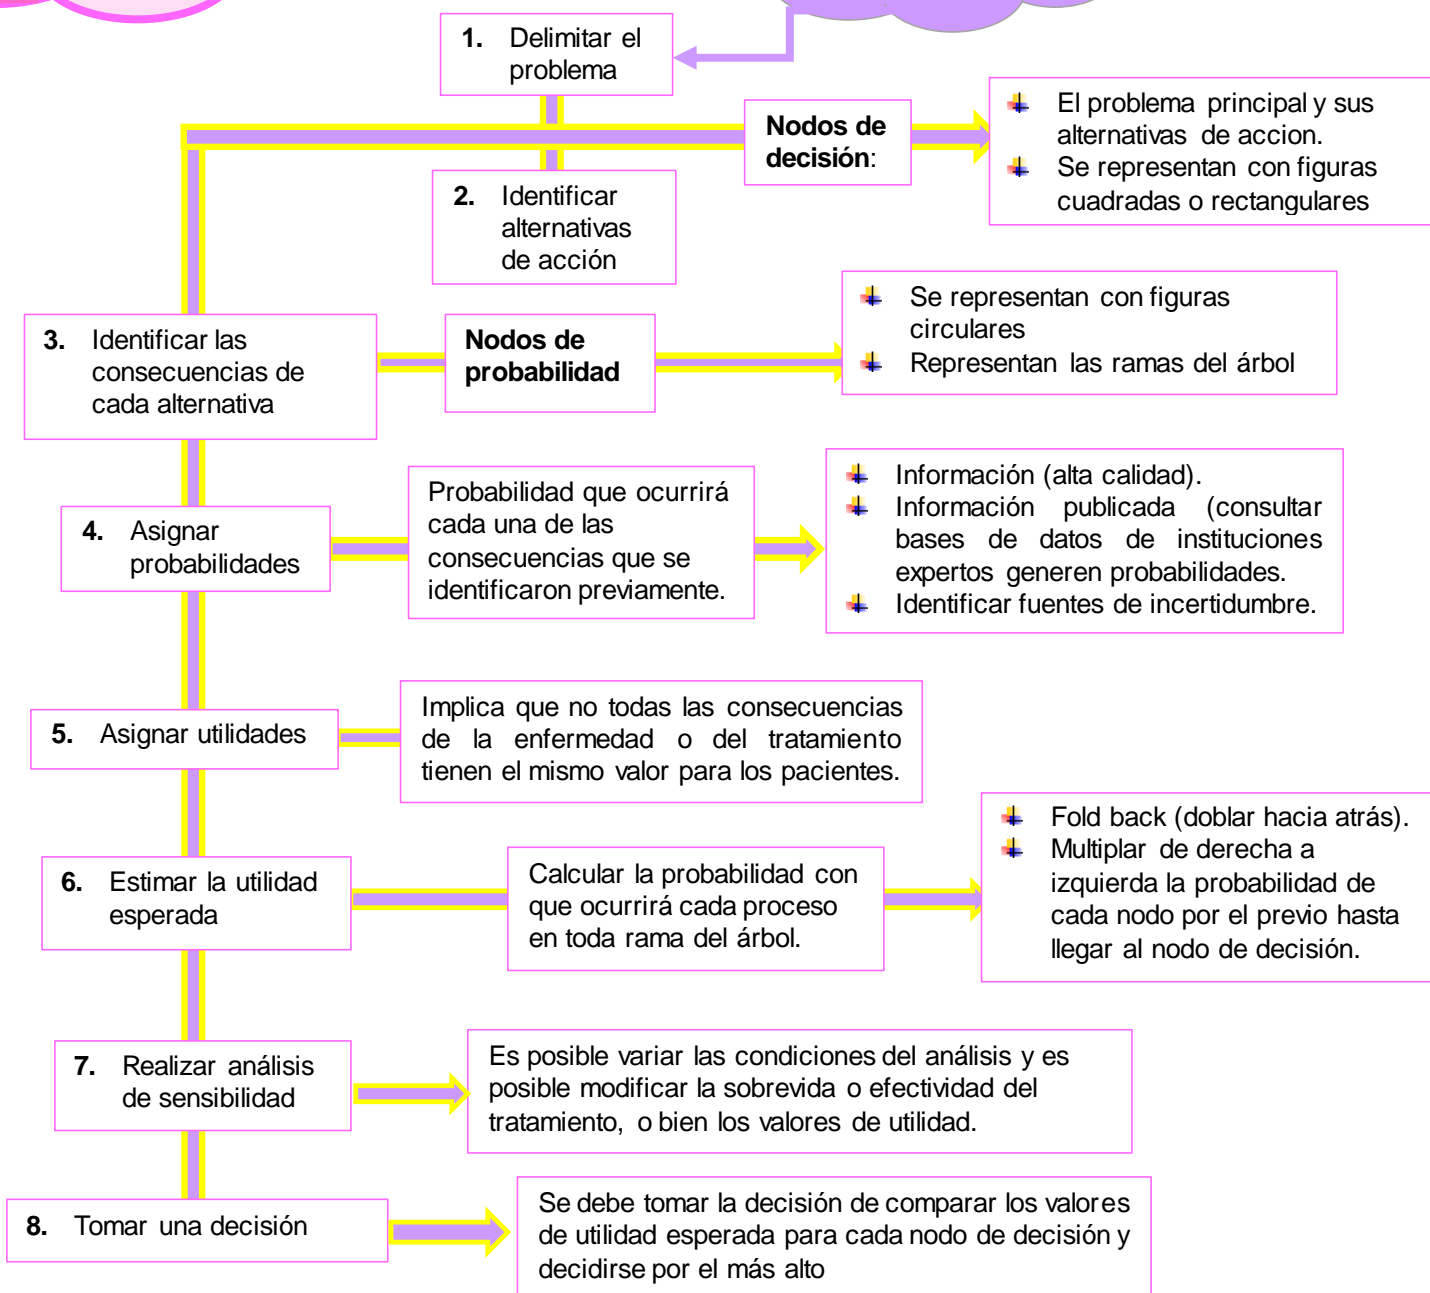 1. Delimitar el
problema
Nodos de
decisión:
El problema principal y sus
alternativas de accion.
Se representan con figuras
cuadradas o rectangulares
2. Identificar
alternativas
de acción
3. Identificar las
consecuencias de
cada alternativa
Nodos de
probabilidad
Se representan con figuras
circulares
Representan las ramas del árbol
4. Asignar
probabilidades
Probabilidad que ocurrirá
cada una de las
consecuencias que se
identificaron previamente.
Información (alta calidad).
Información publicada (consultar
bases de datos de instituciones
expertos generen probabilidades.
Identificar fuentes de incertidumbre.
5. Asignar utilidades
Implica que no todas las consecuencias
de la enfermedad o del tratamiento
tienen el mismo valor para los pacientes.
6. Estimar la utilidad
esperada
Calcular la probabilidad con
que ocurrirá cada proceso
en toda rama del árbol.
Fold back (doblar hacia atrás).
Multiplar de derecha a
izquierda la probabilidad de
cada nodo por el previo hasta
llegar al nodo de decisión.
7. Realizar análisis
de sensibilidad
Es posible variar las condiciones del análisis y es
posible modificar la sobrevida o efectividad del
tratamiento, o bien los valores de utilidad.
8. Tomar una decisión
Se debe tomar la decisión de comparar los valores
de utilidad esperada para cada nodo de decisión y
decidirse por el más alto